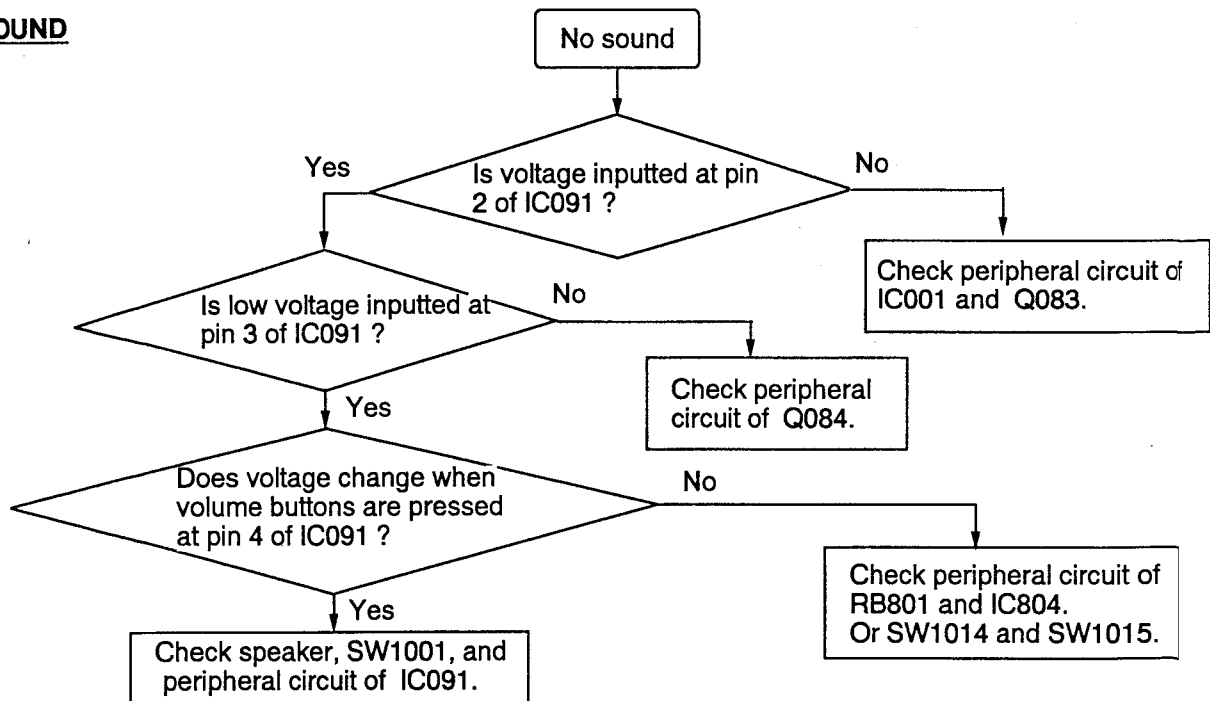 OUND
No sound
Yes
No
Is voltage inputted at pin
2 of IC091 ?
Check peripheral circuit of
IC001 and Q083.
Is low voltage inputted at
pin 3 of IC091 ?
No
Check peripheral
circuit of Q084.
Yes
Does voltage change when
volume buttons are pressed
at pin 4 of IC091 ?
No
Check peripheral circuit of
RB801 and IC804.
Or SW1014 and SW1015.
Yes
Check speaker, SW1001, and
peripheral circuit of IC091.